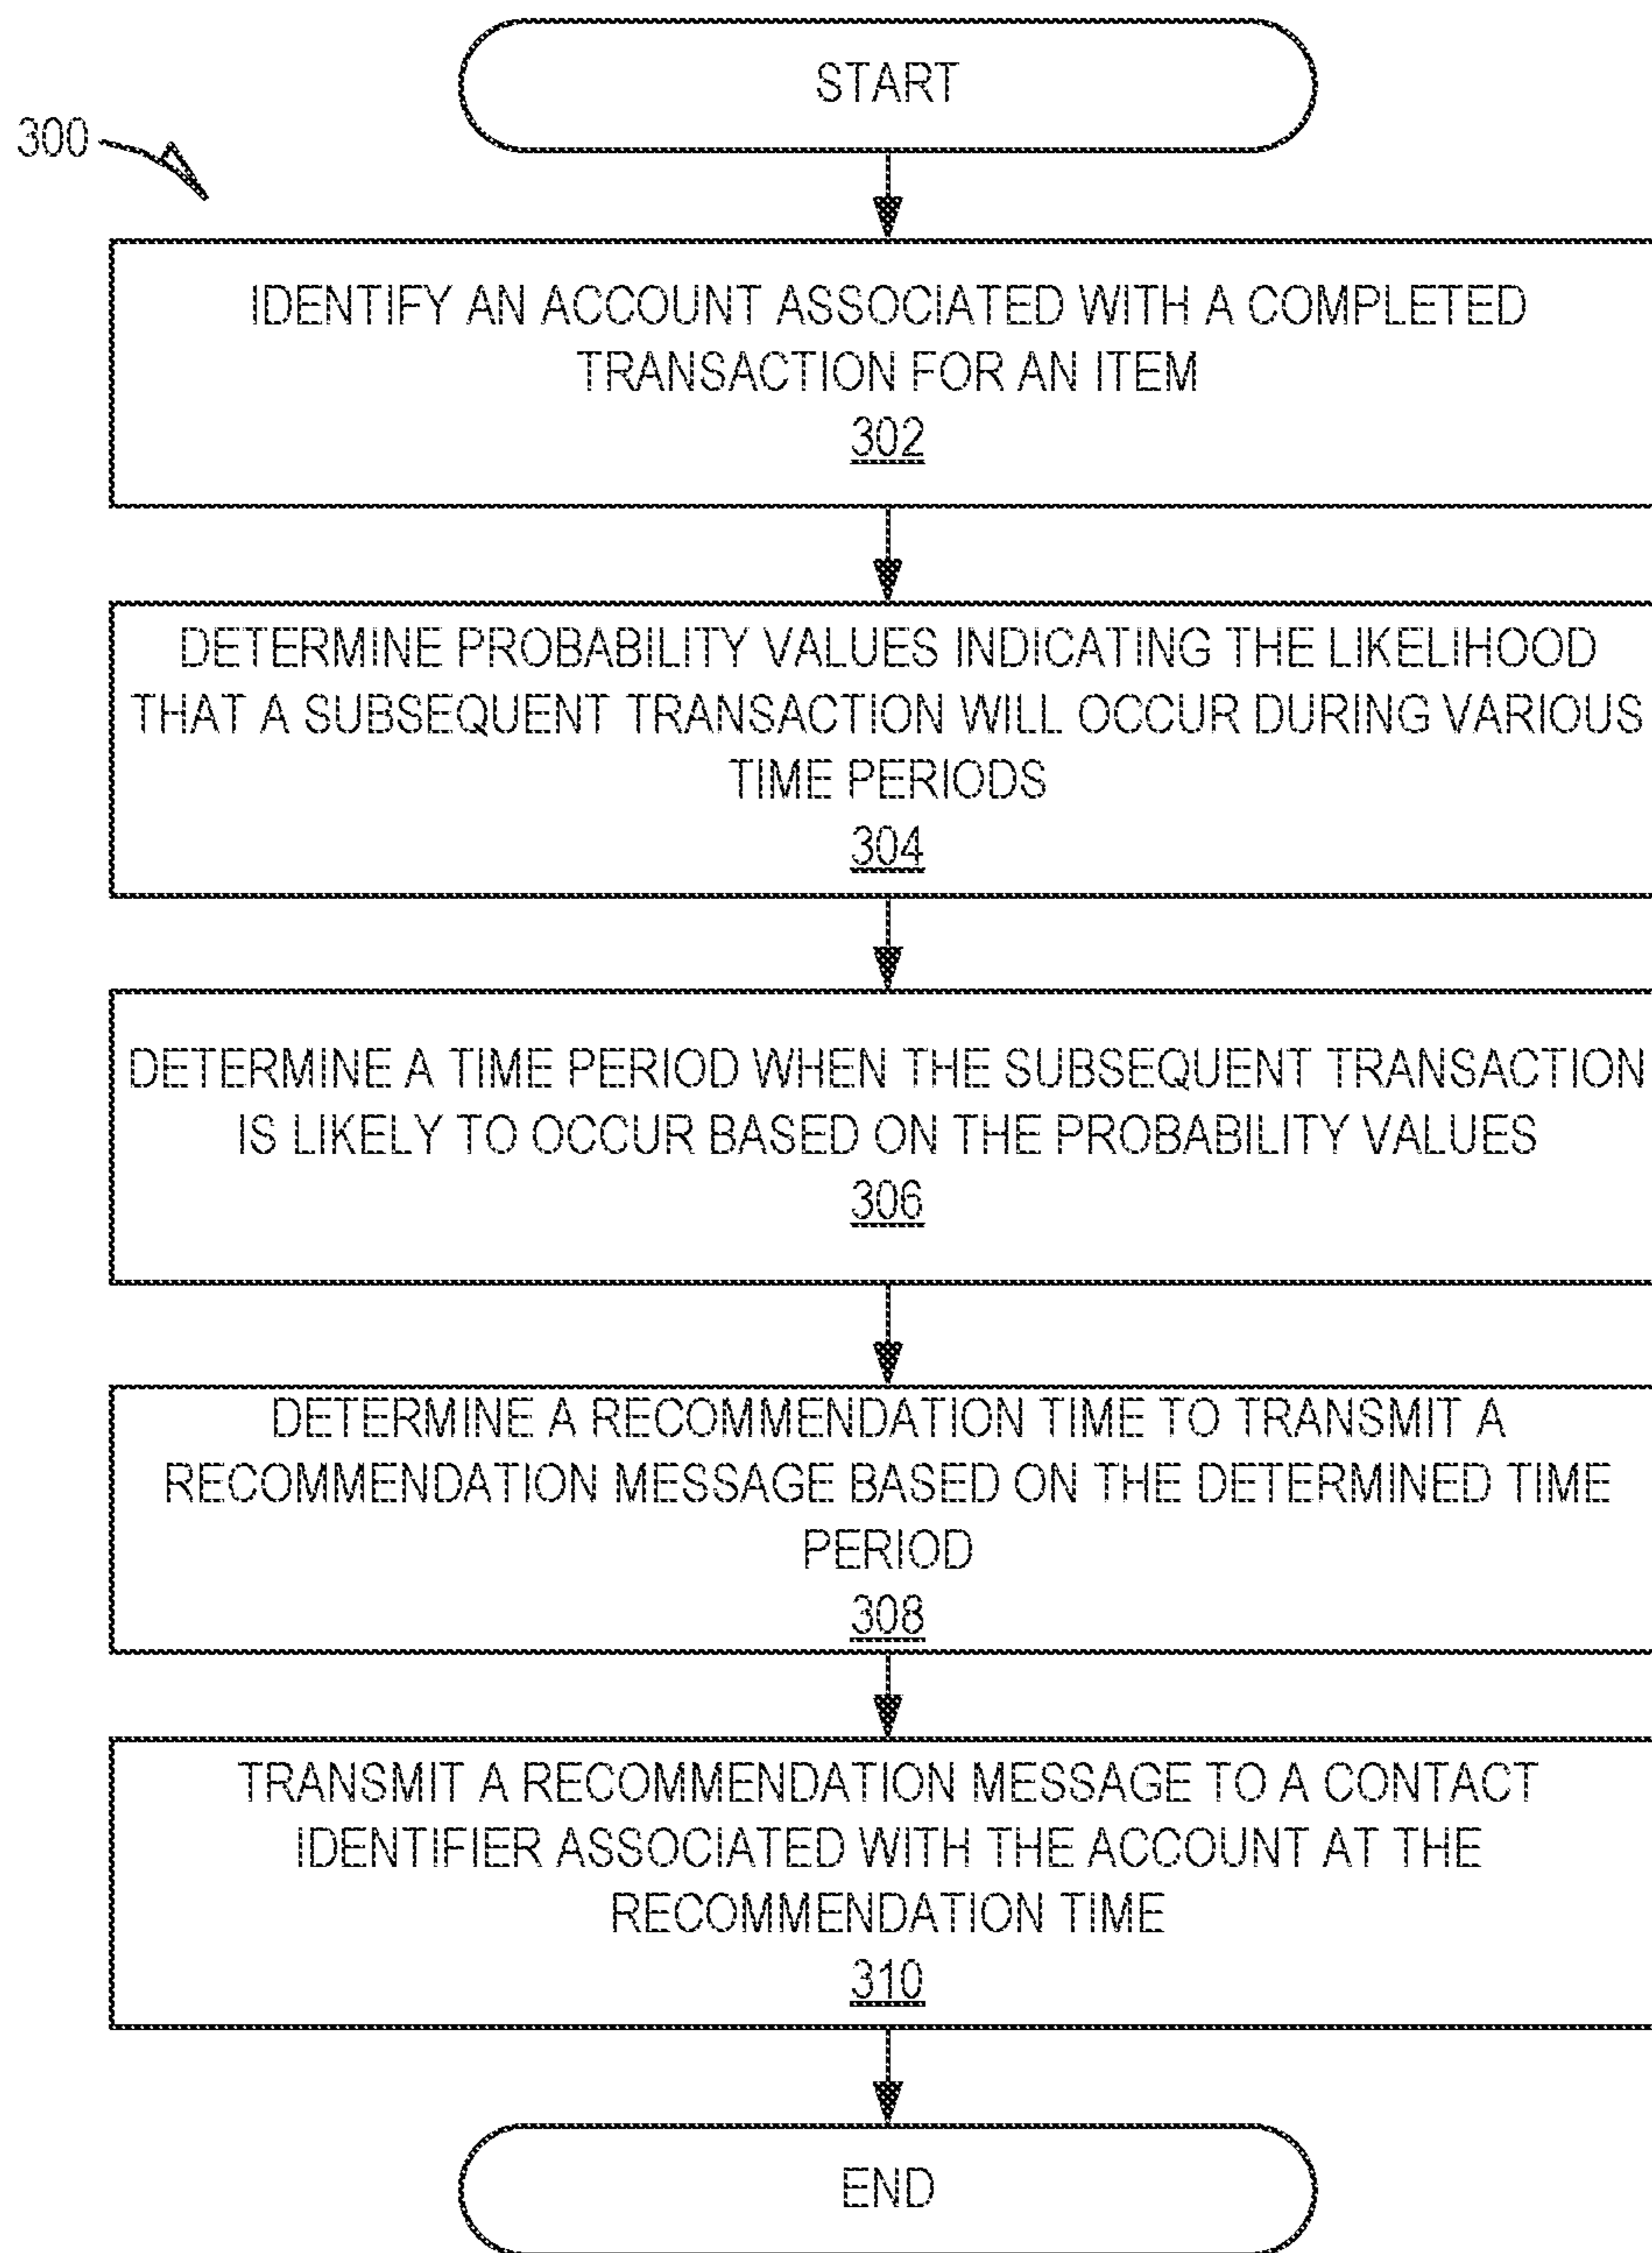 START
300
IDENTIFY AN ACCOUNT ASSOCIATED WITH A COMPLETED
TRANSACTION FOR AN ITEM
302
DETERMINE PROBABILITY VALUES INDICATING THE LIKELIHOOD
THAT A SUBSEQUENT TRANSACTION WILL OCCUR DURING VARIOUS
TIME PERIODS
304
DETERMINE A TIME PERIOD WHEN THE SUBSEQUENT TRANSACTION
IS LIKELY TO OCCUR BASED ON THE PROBABILITY VALUES
306
DETERMINE A RECOMMENDATION TIME TO TRANSMIT A
RECOMMENDATION MESSAGE BASED ON THE DETERMINED TIME
PERIOD
308
TRANSMIT A RECOMMENDATION MESSAGE TO A CONTACT
IDENTIFIER ASSOCIATED WITH THE ACCOUNT AT THE
RECOMMENDATION TIME
310
END